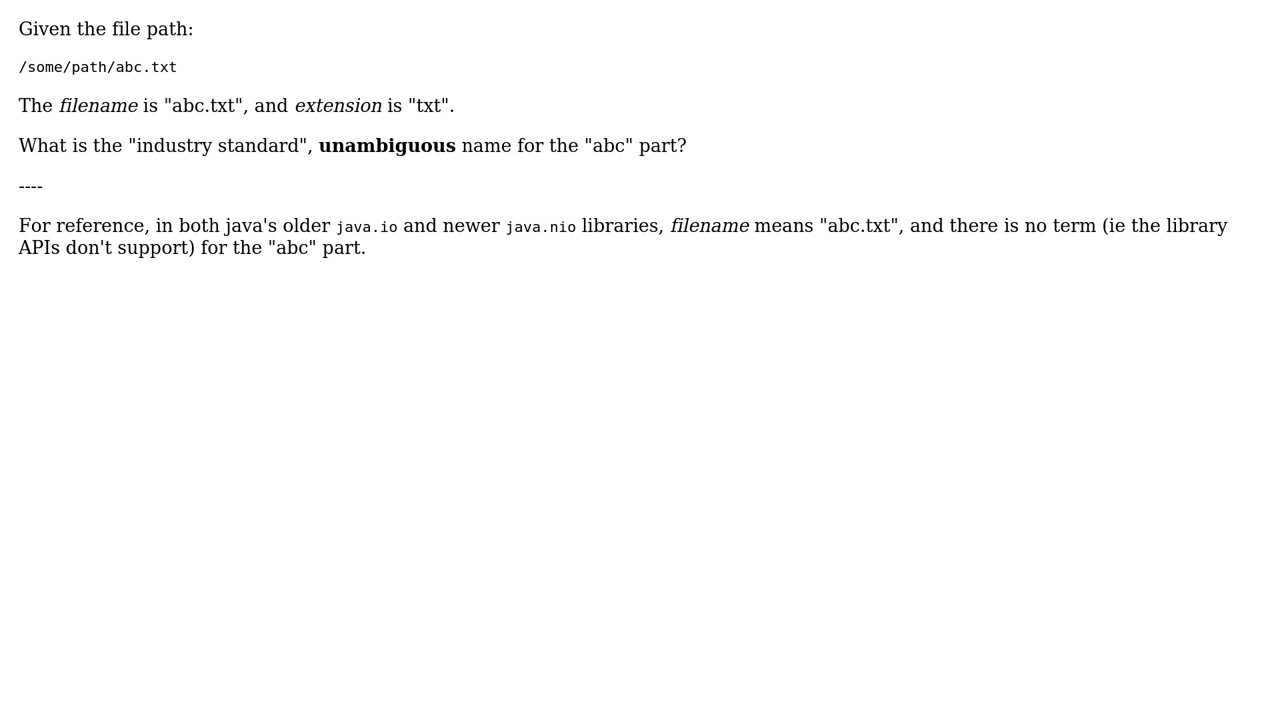 Given the file path:
/some/path/abc.txt
The filename is "abc.txt", and extension is "txt".
What is the "industry standard", unambiguous name for the "abc" part?
----
For reference, in both java's older java.io and newer java.nio libraries, filename means "abc.txt", and there is no term (ie the library
APIs don't support) for the "abc" part.